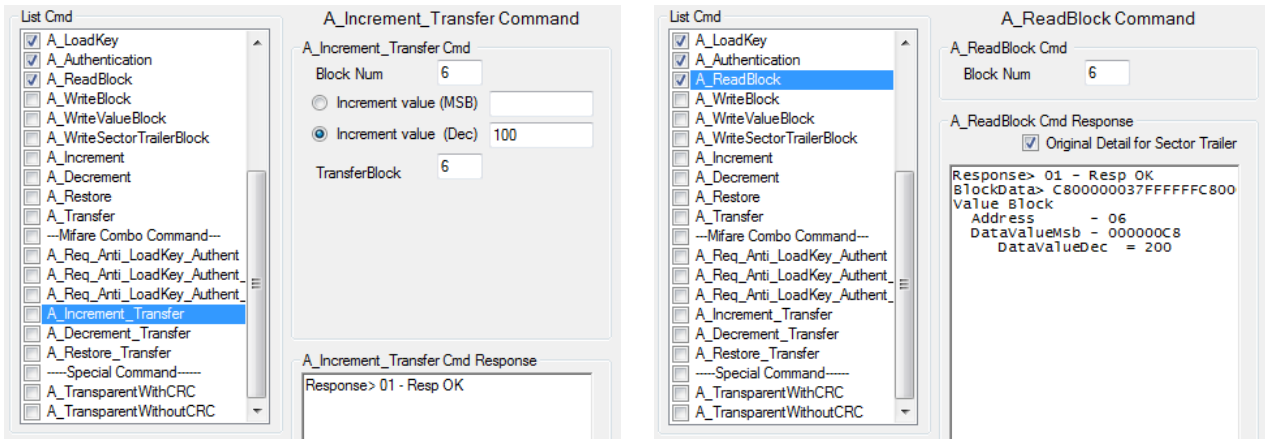 List Cmd
A_LoadKey
A_Authentication
A_ReadBlock
A_WriteBlock
A_WriteValueBlock
A_WriteSectorTrailerBlock
A_Increment
A_Decrement
A_Restore
A_Transfer
---Mifare Combo Command---
A_Req_Anti_LoadKey_Authent
A_Req_Anti_LoadKey_Authent_
A_Req_Anti_LoadKey_Authent_
A_Increment_Transfer
A_Decrement_Transfer
A_Restore_Transfer
-----Special Command------
A_TransparentWithCRC
A_TransparentWithoutCRC
A_Increment_Transfer Command
A_Increment_Transfer Cmd
Block Num 6
Increment value (MSB)
Increment value (Dec) 100
TransferBlock 6
A_Increment_Transfer Cmd Response
Response> 01 - Resp OK
List Cmd
A_LoadKey
A_Authentication
A_ReadBlock
A_WriteBlock
A_WriteValueBlock
A_WriteSectorTrailerBlock
A_Increment
A_Decrement
A_Restore
A_Transfer
---Mifare Combo Command---
A_Req_Anti_LoadKey_Authent
A_Req_Anti_LoadKey_Authent_
A_Req_Anti_LoadKey_Authent_
A_Increment_Transfer
A_Decrement_Transfer
A_Restore_Transfer
-----Special Command------
A_TransparentWithCRC
A_TransparentWithoutCRC
A_ReadBlock Command
A_ReadBlock Cmd
Block Num 6
A_ReadBlock Cmd Response
Original Detail for Sector Trailer
Response> 01 - Resp OK
BlockData> C800000037FFFFFFC800
Value Block
Address - 06
DataValueMsb - 000000C8
DataValueDec = 200